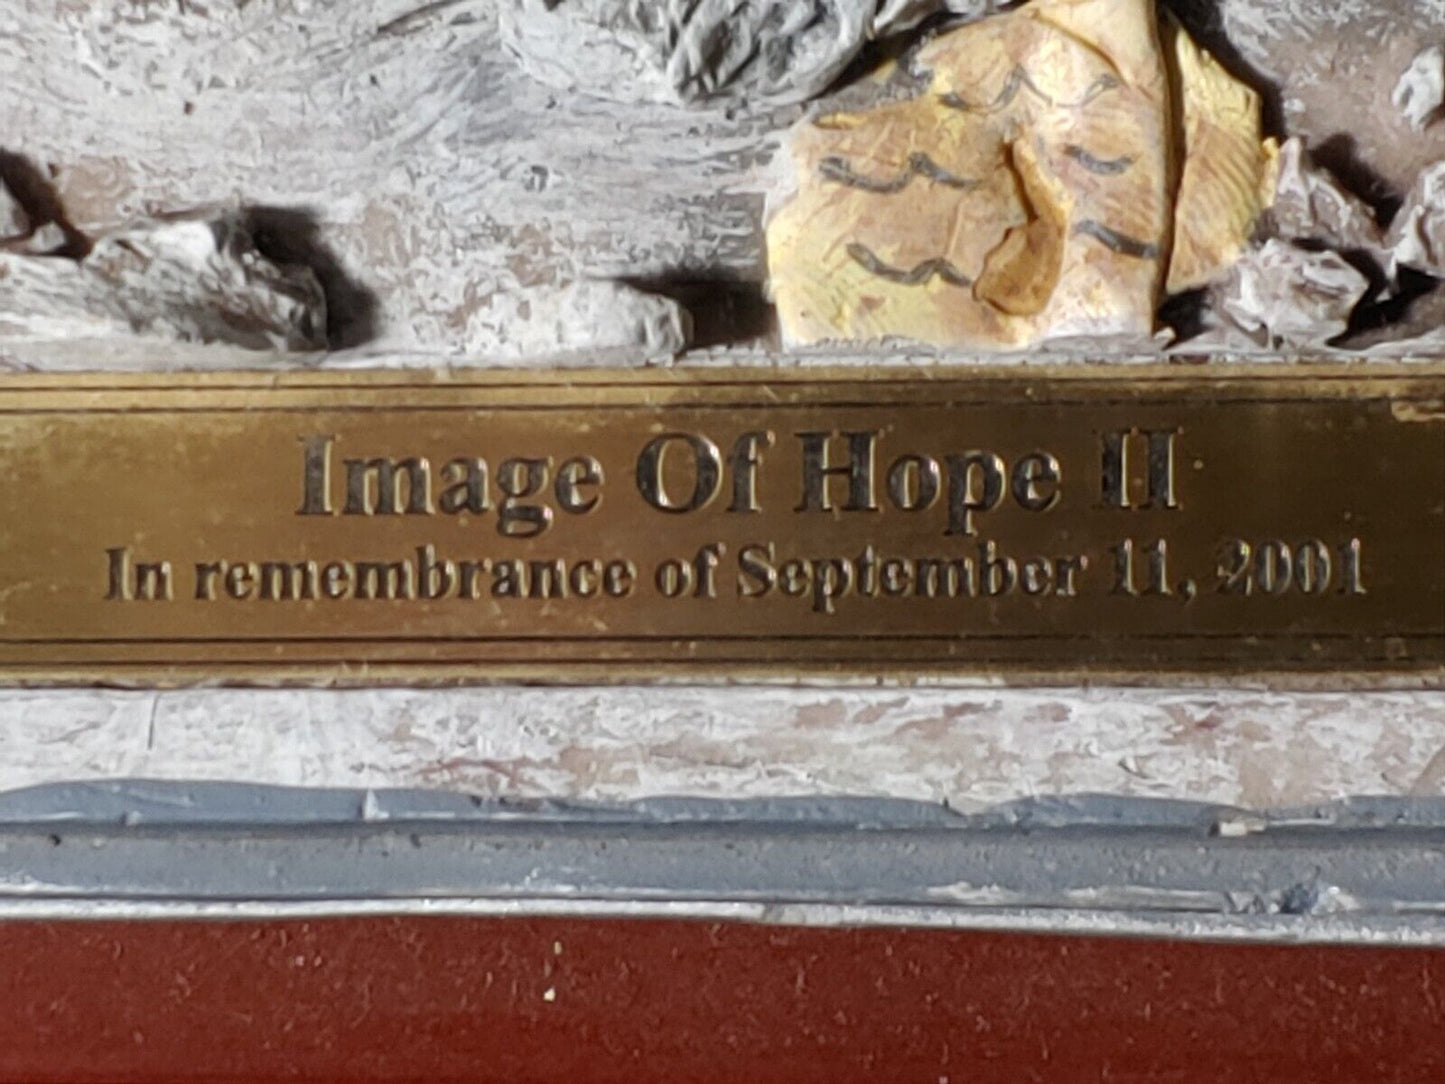 Image Of Hope II
In remembrance of September 11, 2001